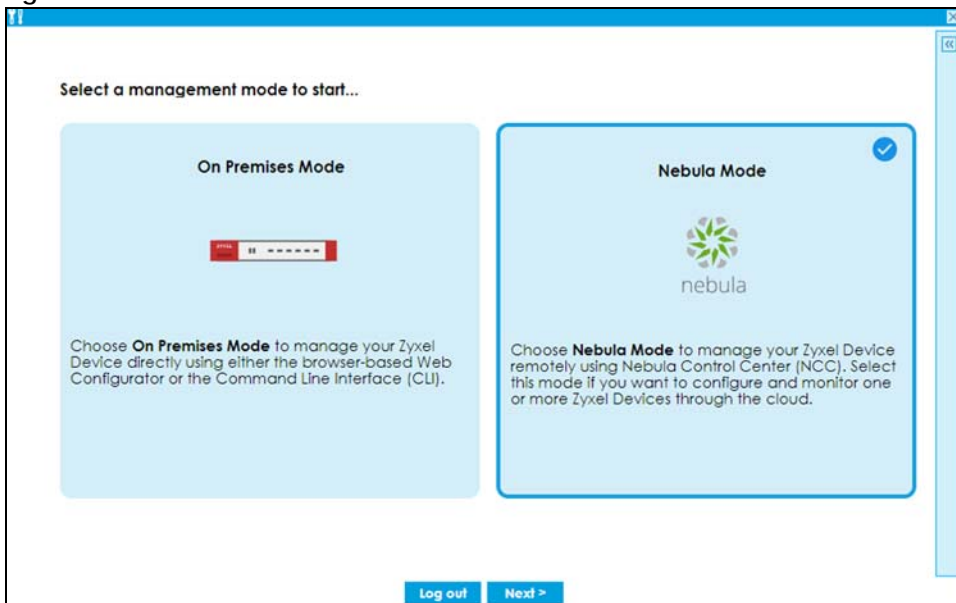 Select a management mode to start...
On Premises Mode
Choose On Premises Mode to manage your Zyxel
Device directly using either the browser-based Web
Configurator or the Command Line Interface (CLI).
Nebula Mode
nebula
Choose Nebula Mode to manage your Zyxel Device
remotely using Nebula Control Center (NCC). Select
this mode if you want to configure and monitor one
or more Zyxel Devices through the cloud.
Log out
Next >